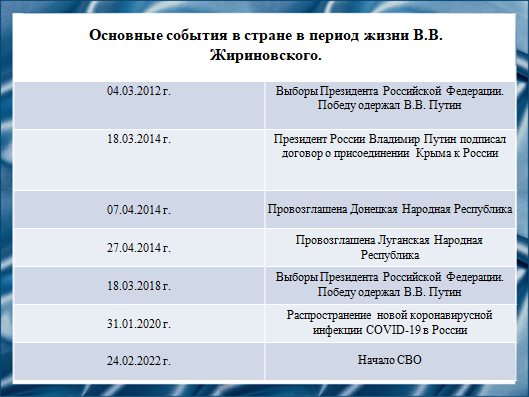 Основные события в стране в период жизни В.В.
Жириновского.
04.03.2012 г.
Выборы Президента Российской Федерации.
Победу одержал В.В. Путин
18.03.2014 г.
Президент России Владимир Путин подписал
договор о присоединении Крыма к России
07.04.2014 г.
Провозглашена Донецкая Народная Республика
27.04.2014 г.
Провозглашена Луганская Народная
Республика
18.03.2018 г.
Выборы Президента Российской Федерации.
Победу одержал В.В. Путин
31.01.2020 г.
Распространение новой коронавирусной
инфекции COVID-19 в России
24.02.2022 г.
Начало СВО